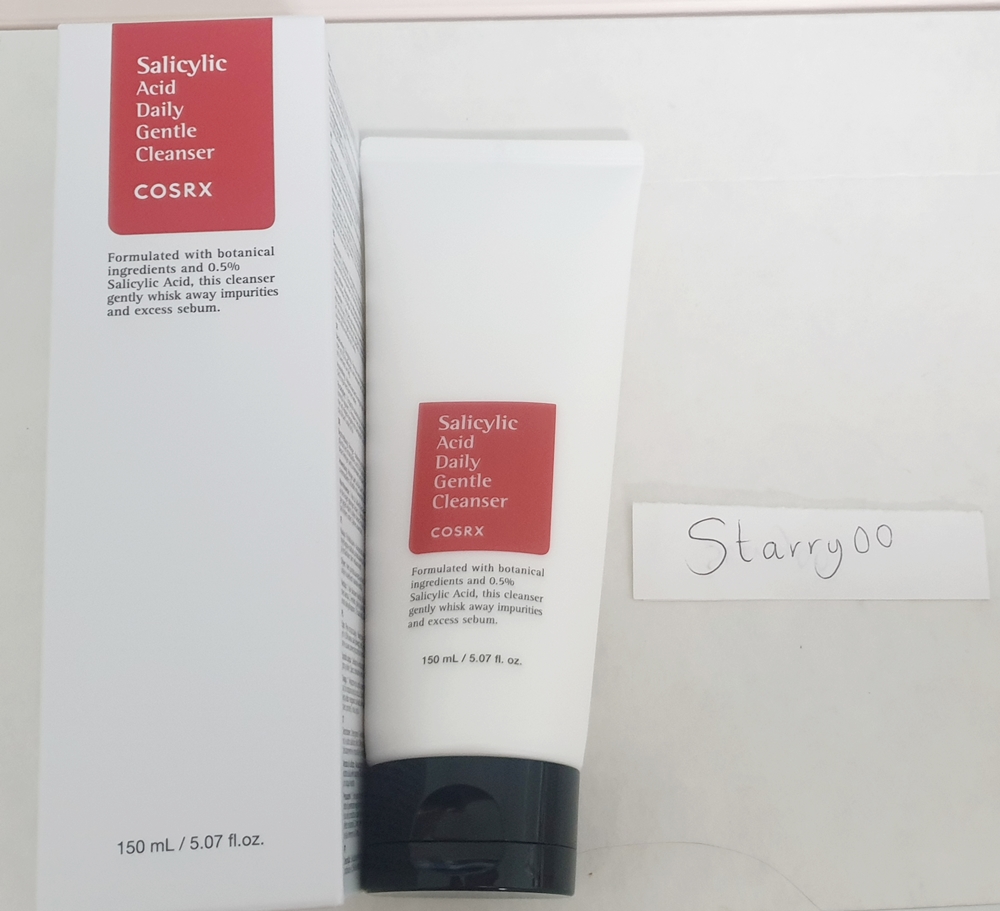 Salicylic
Acid
Daily
Gentle
Cleanser
COSRX
Formulated with botanical
ingredients and 0.5%
Salicylic Acid, this cleanser
gently whisk away impurities
and excess sebum.
150 mL / 5.07 fl.oz.
Salicylic
Acid
Daily
Gentle
Cleanser
COSRX
Formulated with botanical
ingredients and 0.5%
Salicylic Acid, this cleanser
gently whisk away impurities
and excess sebum.
150 mL / 5.07 fl. oz.
Starry00